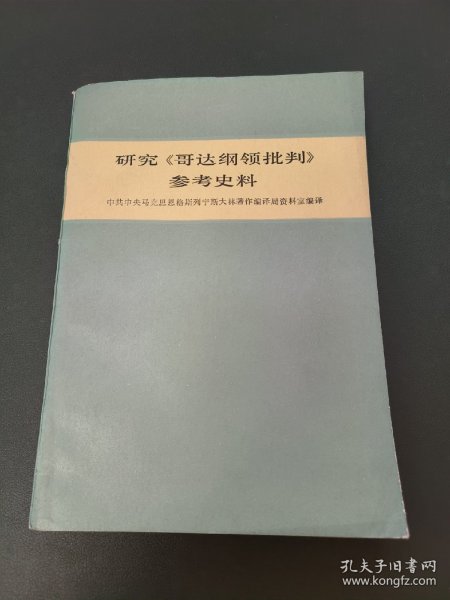 研究《哥达纲领批判》
参考史料
中共中央马克思恩格斯列宁斯大林著作编译局资料室编译
孔夫子旧书网
www.kongfz.com